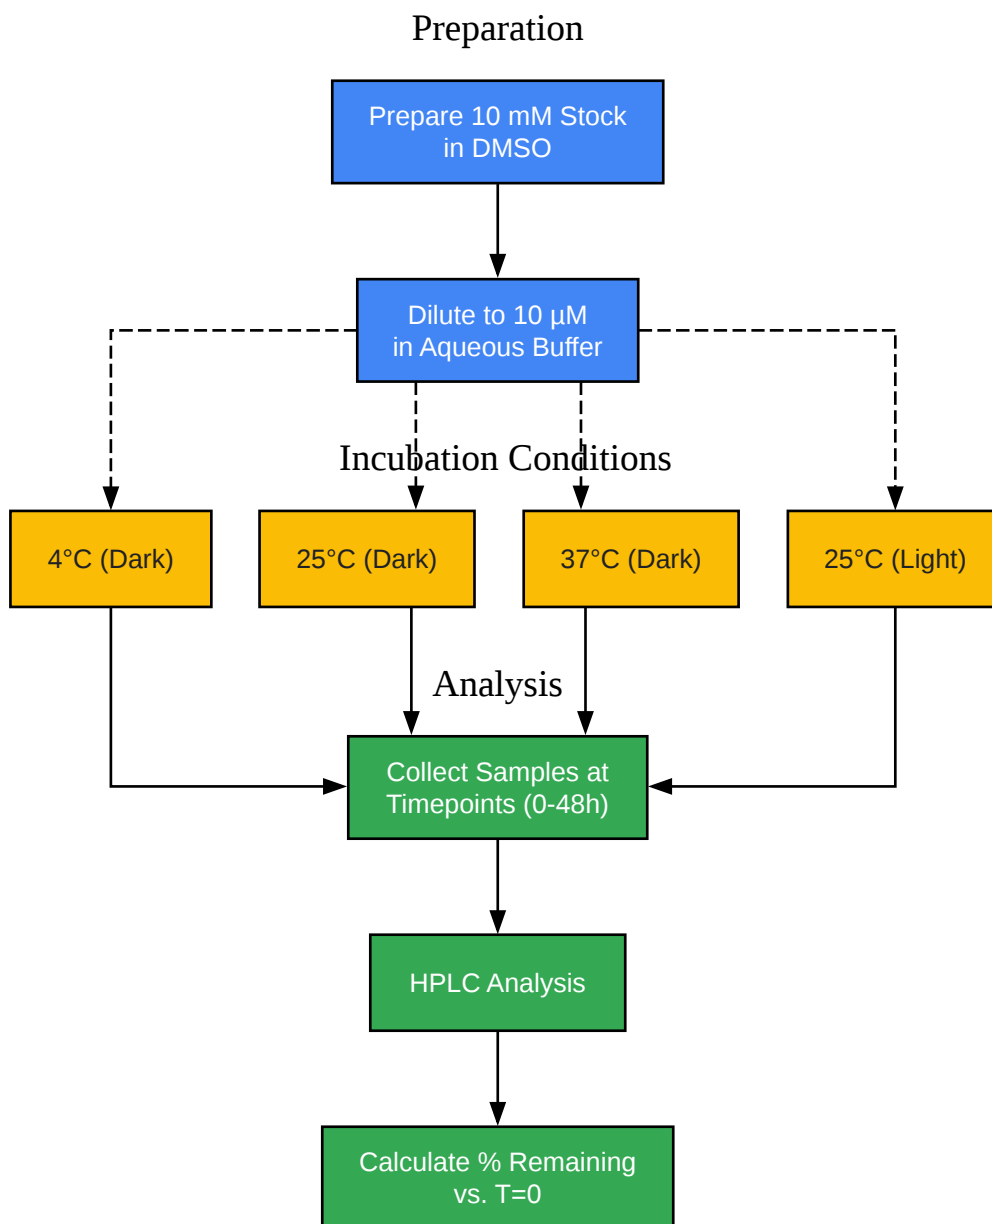 Preparation
Prepare 10 mM Stock
in DMSO
Dilute to 10 µM
in Aqueous Buffer
Incubation Conditions
4°C (Dark)
25°C (Dark)
37°C (Dark)
25°C (Light)
Analysis
Collect Samples at
Timepoints (0-48h)
HPLC Analysis
Calculate % Remaining
vs. T=0